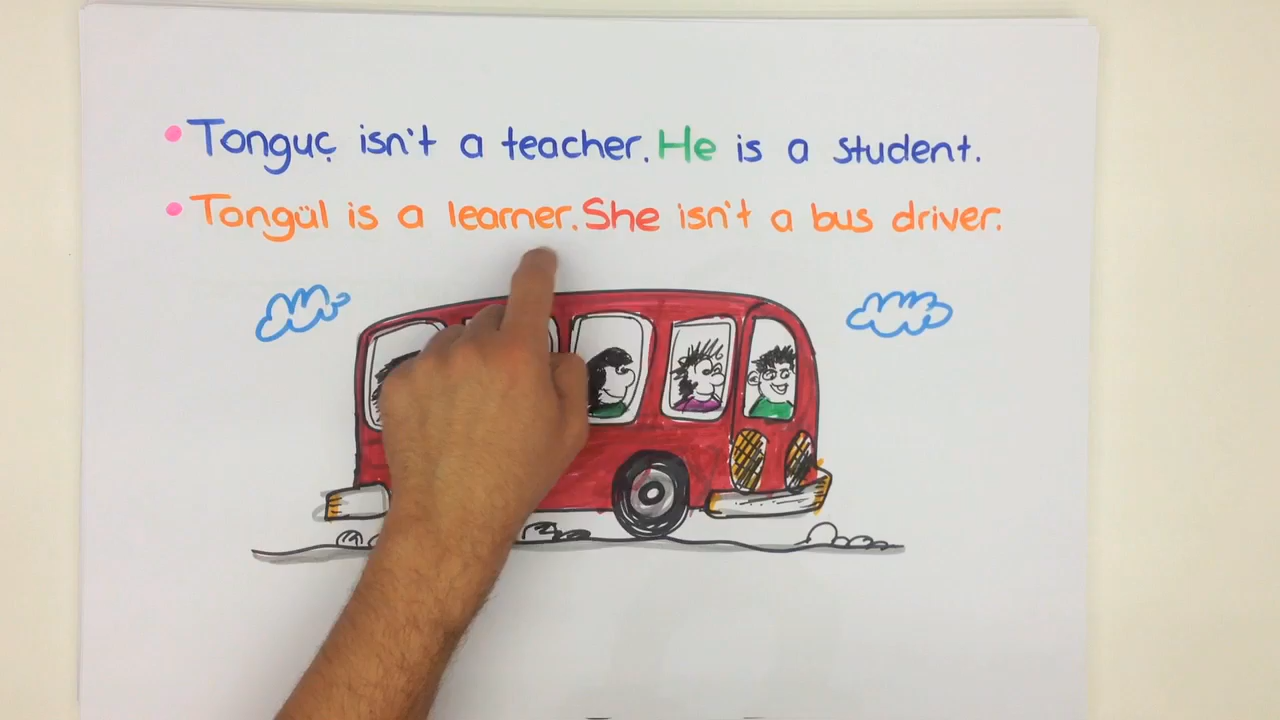 • Tonguç isn't a teacher. He is a student.
• Tongül is a learner. She isn't a bus driver.